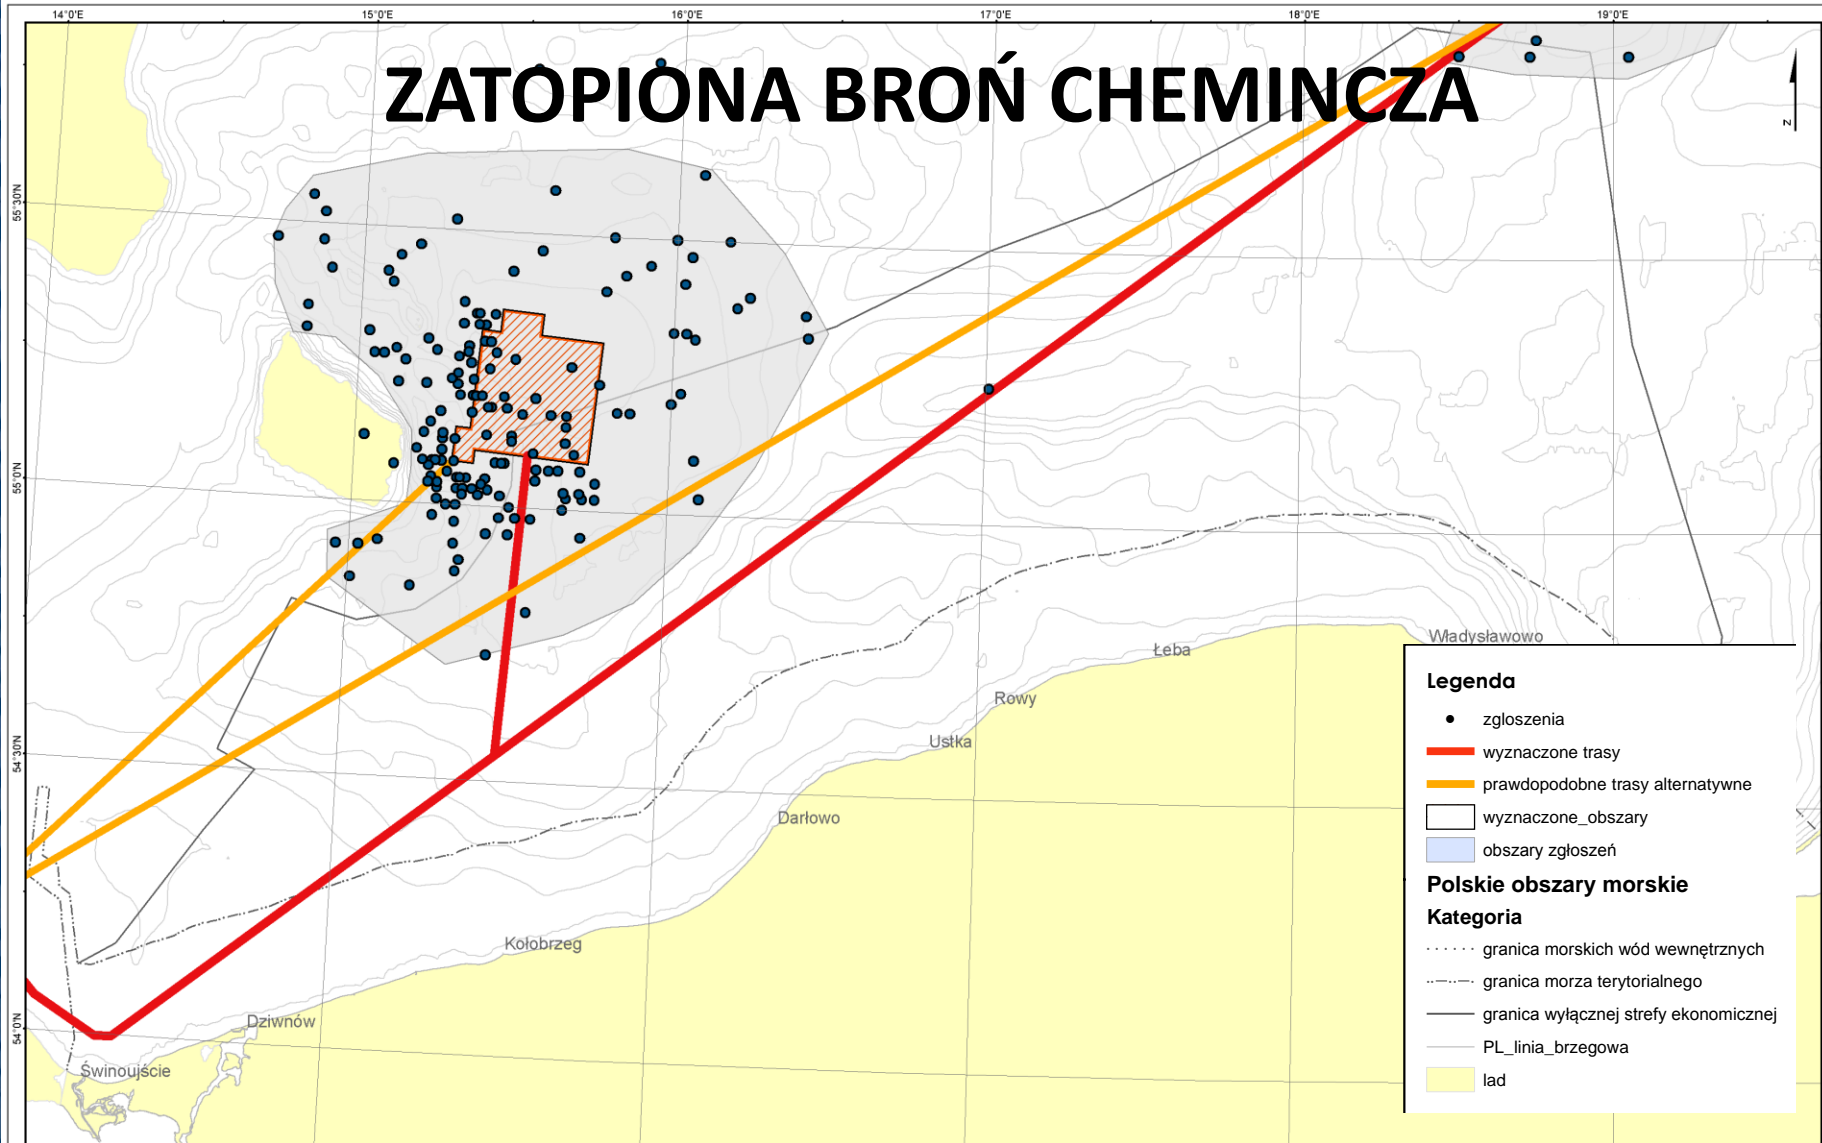 14°0'E 15°0'E 16°0'E 17°0'E 18°0'E 19°0'E
ZATOPIONA BROŃ CHEMINCZA
z
55°30'N
55°0'N
54°30'N
54°0'N
Władysławowo
Łeba
Rowy
Ustka
Darłowo
Kołobrzeg
Dziwnów
Świnoujście
Legenda
zgloszenia
wyznaczone trasy
prawdopodobne trasy alternatywne
wyznaczone_obszary
obszary zgłoszeń
Polskie obszary morskie
Kategoria
granica morskich wód wewnętrznych
granica morza terytorialnego
granica wyłącznej strefy ekonomicznej
PL_linia_brzegowa
lad